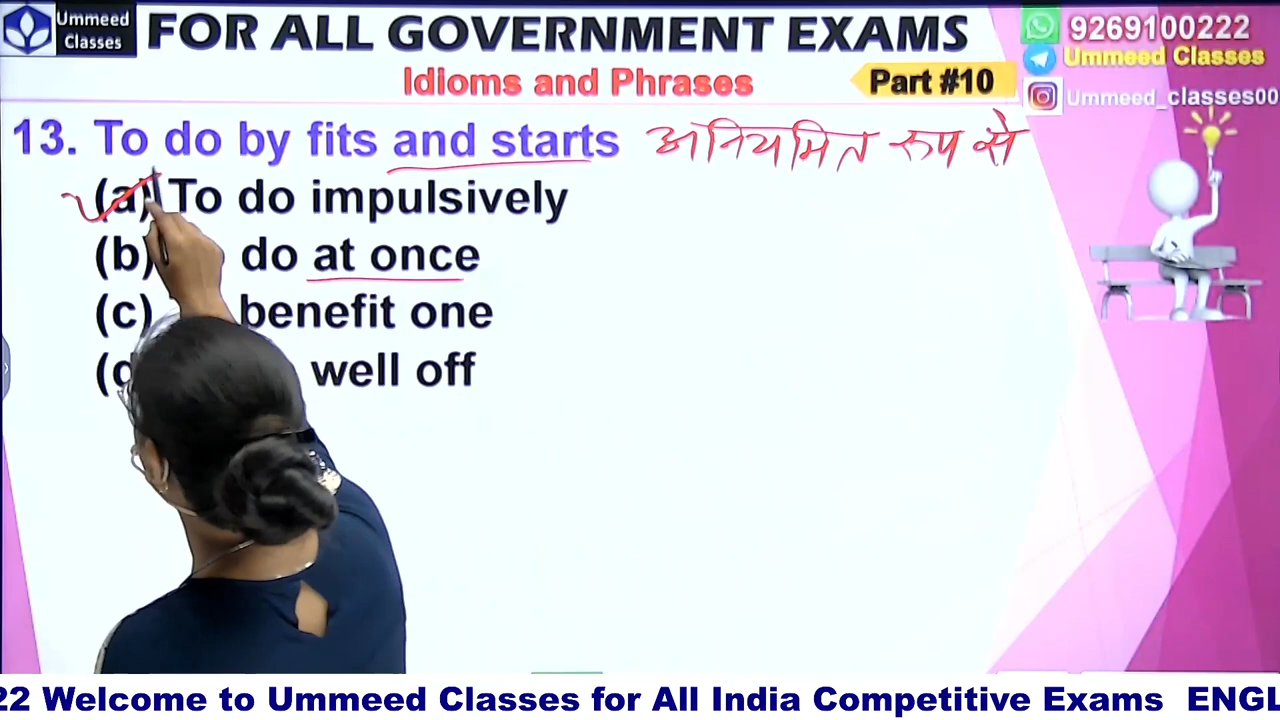 Ummeed
Classes
FOR ALL GOVERNMENT EXAMS
9269100222
Idioms and Phrases
Part #10
Ummeed Classes
Ummeed_classes00
13. To do by fits and starts अनियमित रूप से
(a) To do impulsively
(b) do at once
(c) benefit one
(d well off
22 Welcome to Ummeed Classes for All India Competitive Exams ENGL